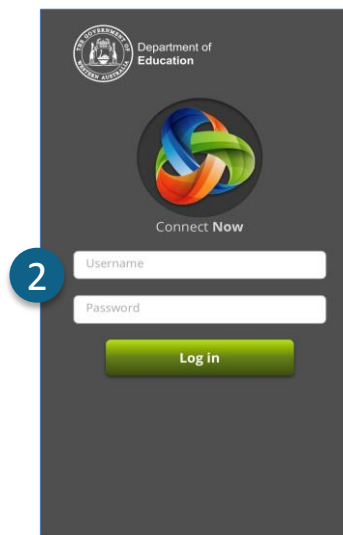 THE GOVERNMENT OF
WESTERN AUSTRALIA
Department of
Education
Connect Now
2
Username
Password
Log in